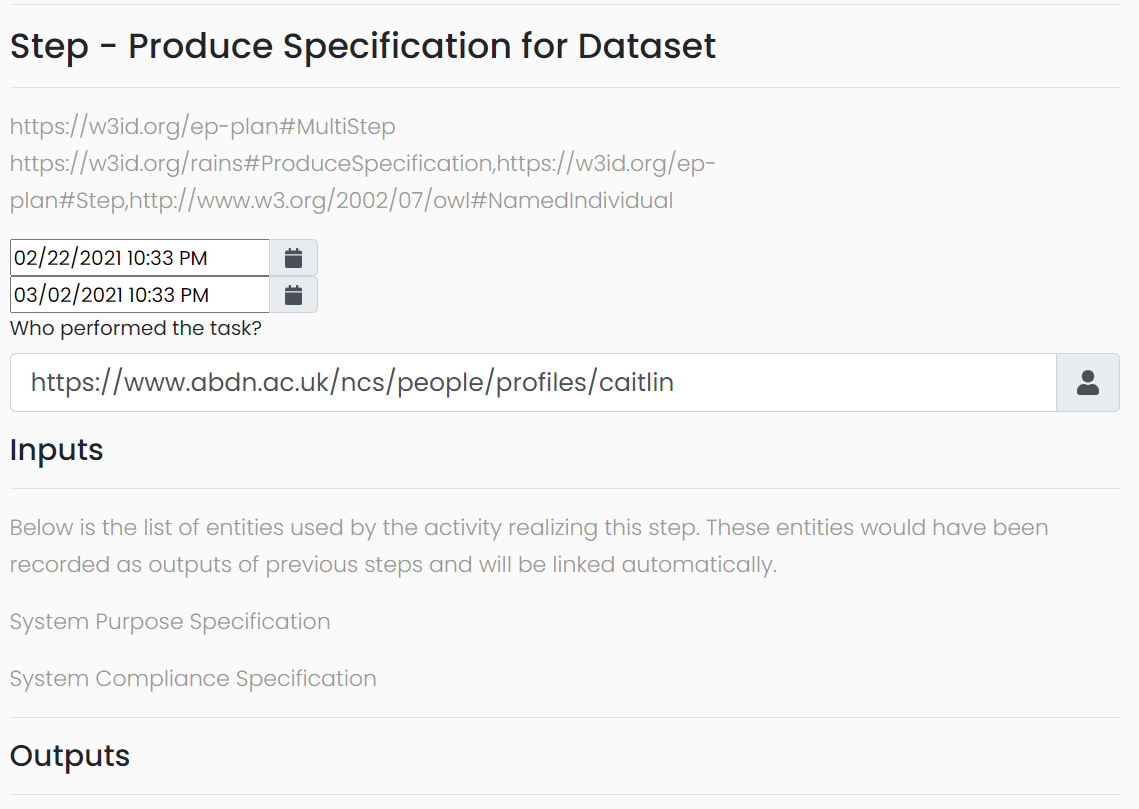 Step - Produce Specification for Dataset
https://w3id.org/ep-plan#MultiStep
https://w3id.org/rains#ProduceSpecification,https://w3id.org/ep-
plan#Step,http://www.w3.org/2002/07/owl#NamedIndividual
02/22/2021 10:33 PM
03/02/2021 10:33 PM
Who performed the task?
https://www.abdn.ac.uk/ncs/people/profiles/caitlin
Inputs
Below is the list of entities used by the activity realizing this step. These entities would have been
recorded as outputs of previous steps and will be linked automatically.
System Purpose Specification
System Compliance Specification
Outputs